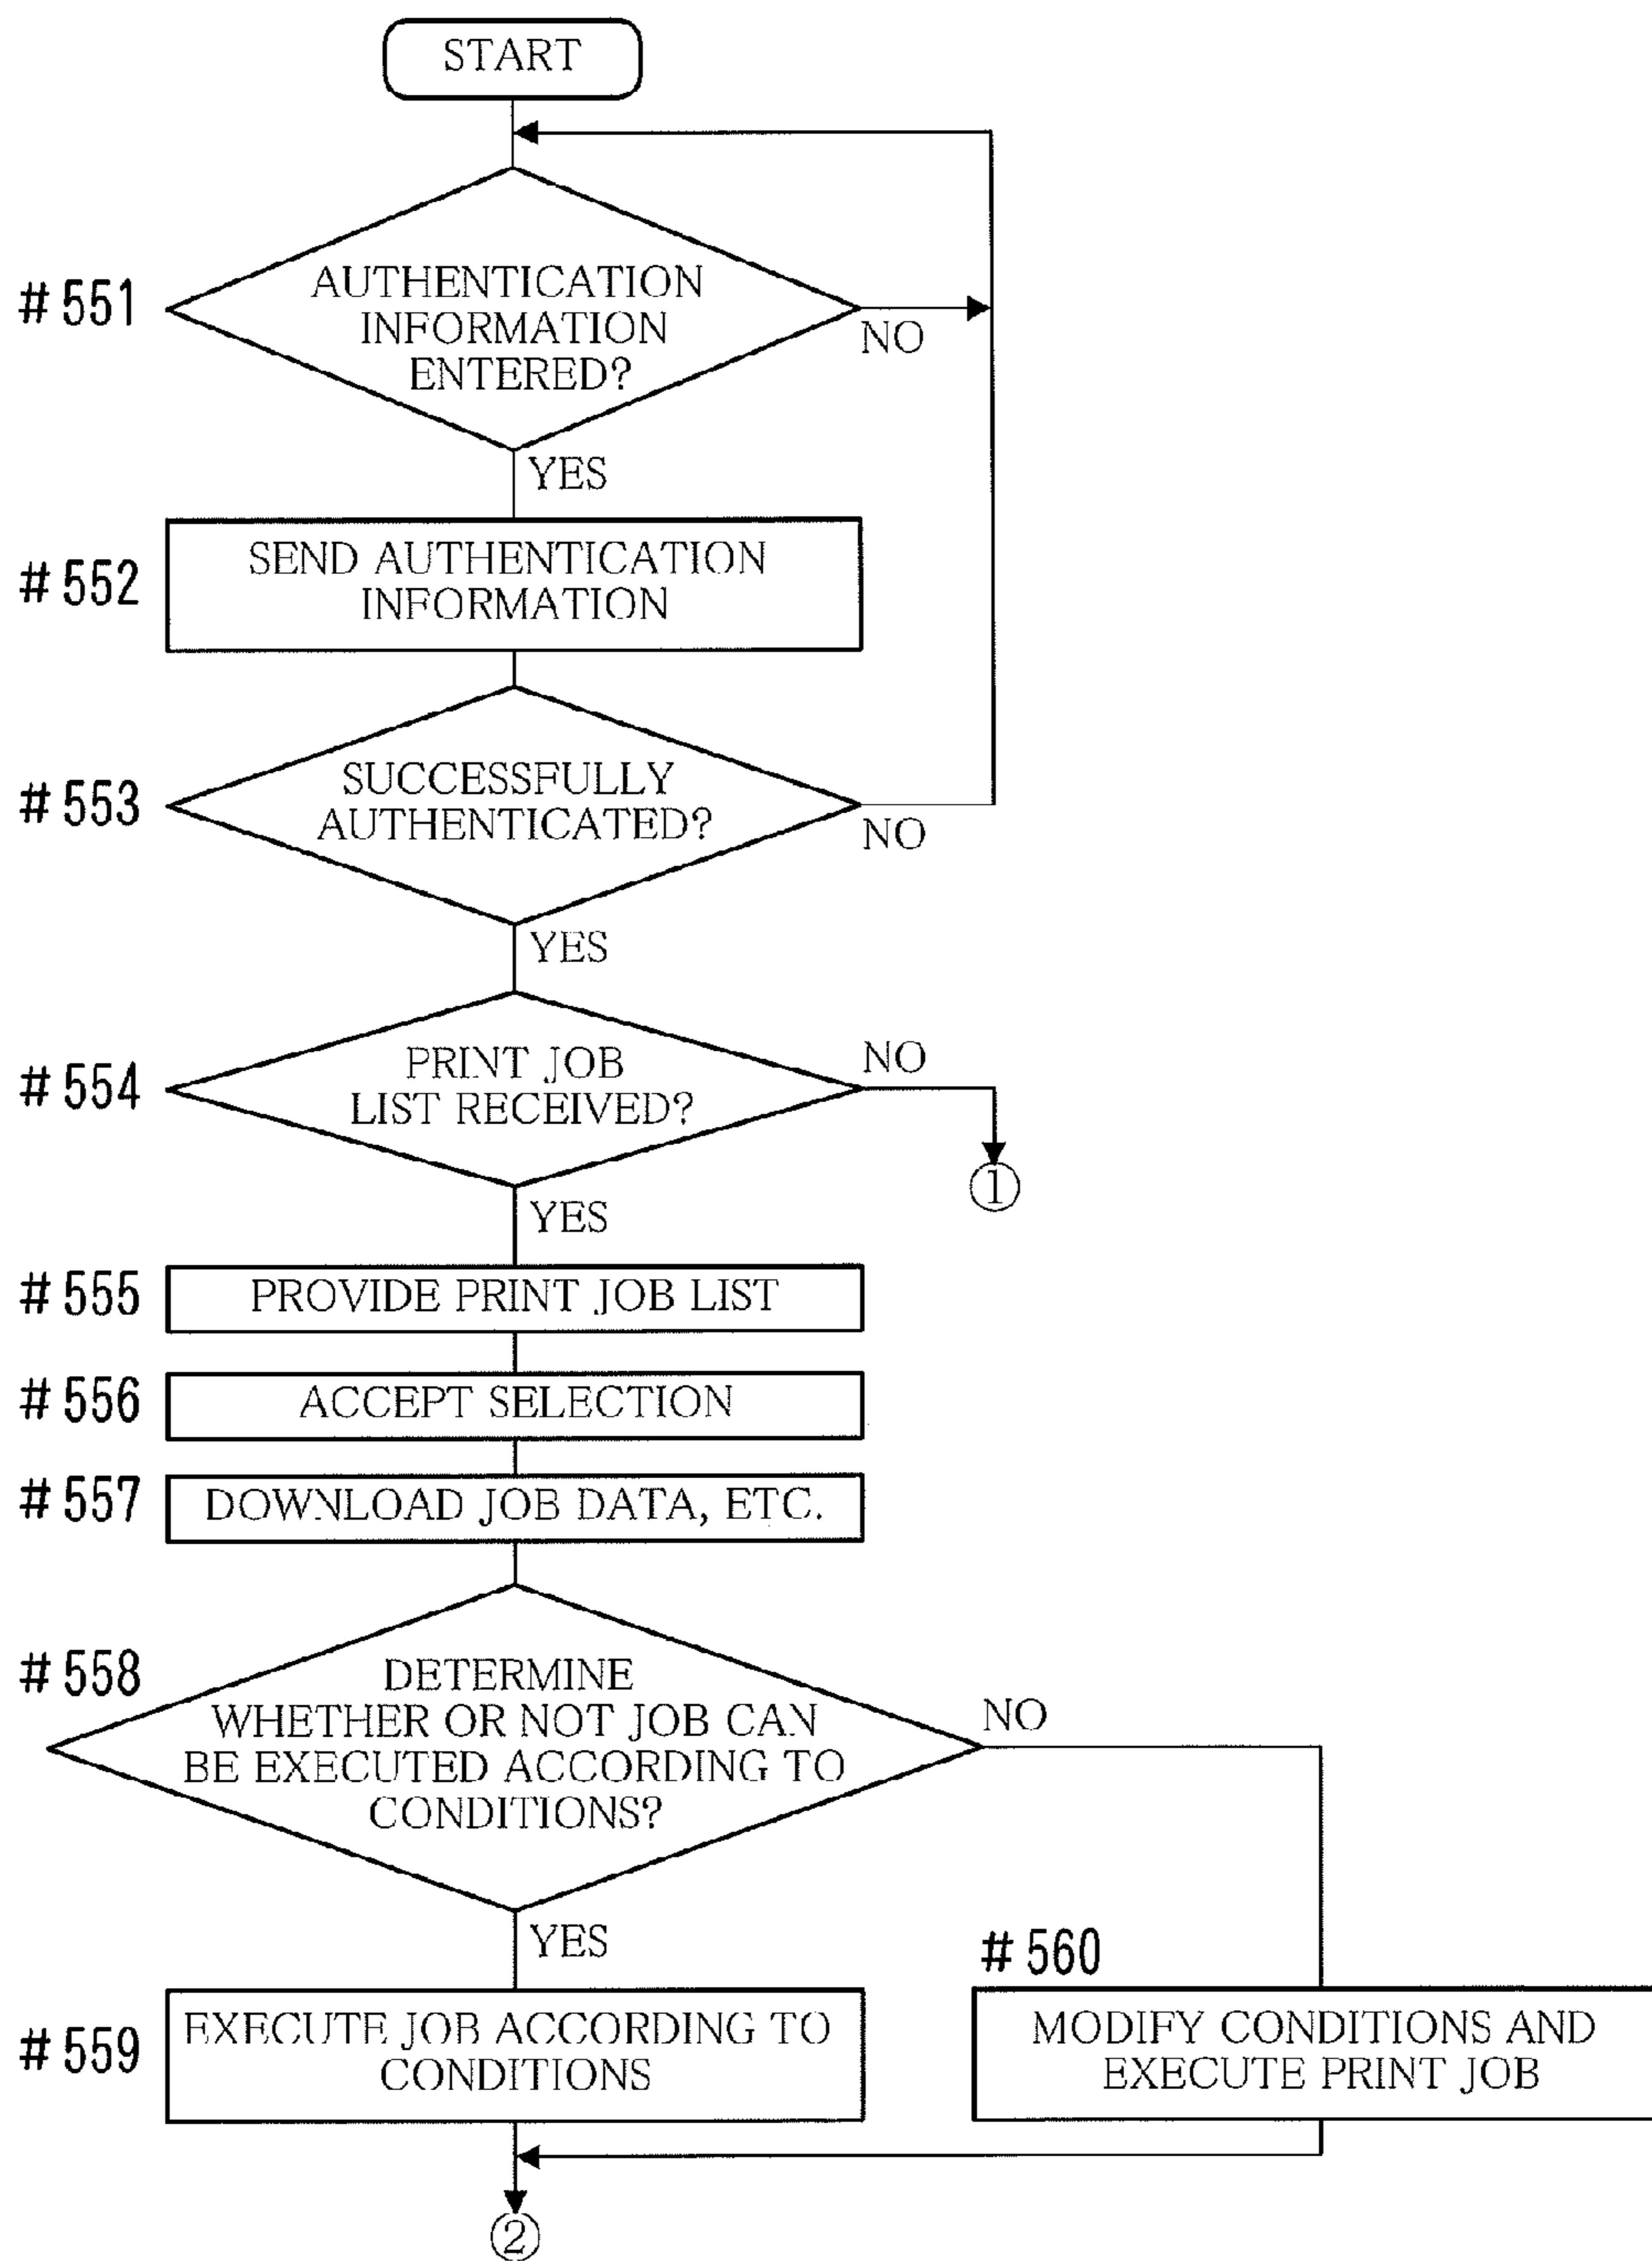 START
#551
AUTHENTICATION
INFORMATION
ENTERED?
NO
YES
#552
SEND AUTHENTICATION
INFORMATION
#553
SUCCESSFULLY
AUTHENTICATED?
NO
YES
#554
PRINT JOB
LIST RECEIVED?
NO
①
YES
#555
PROVIDE PRINT JOB LIST
#556
ACCEPT SELECTION
#557
DOWNLOAD JOB DATA, ETC.
#558
DETERMINE
WHETHER OR NOT JOB CAN
BE EXECUTED ACCORDING TO
CONDITIONS?
NO
YES
#559
EXECUTE JOB ACCORDING TO
CONDITIONS
#560
MODIFY CONDITIONS AND
EXECUTE PRINT JOB
②